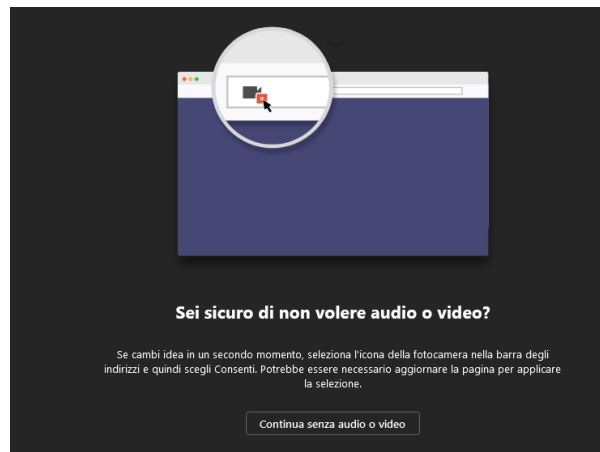 Sei sicuro di non volere audio o video?
Se cambi idea in un secondo momento, seleziona l'icona della fotocamera nella barra degli
indirizzi e quindi scegli Consenti. Potrebbe essere necessario aggiornare la pagina per applicare
la selezione.
Continua senza audio o video